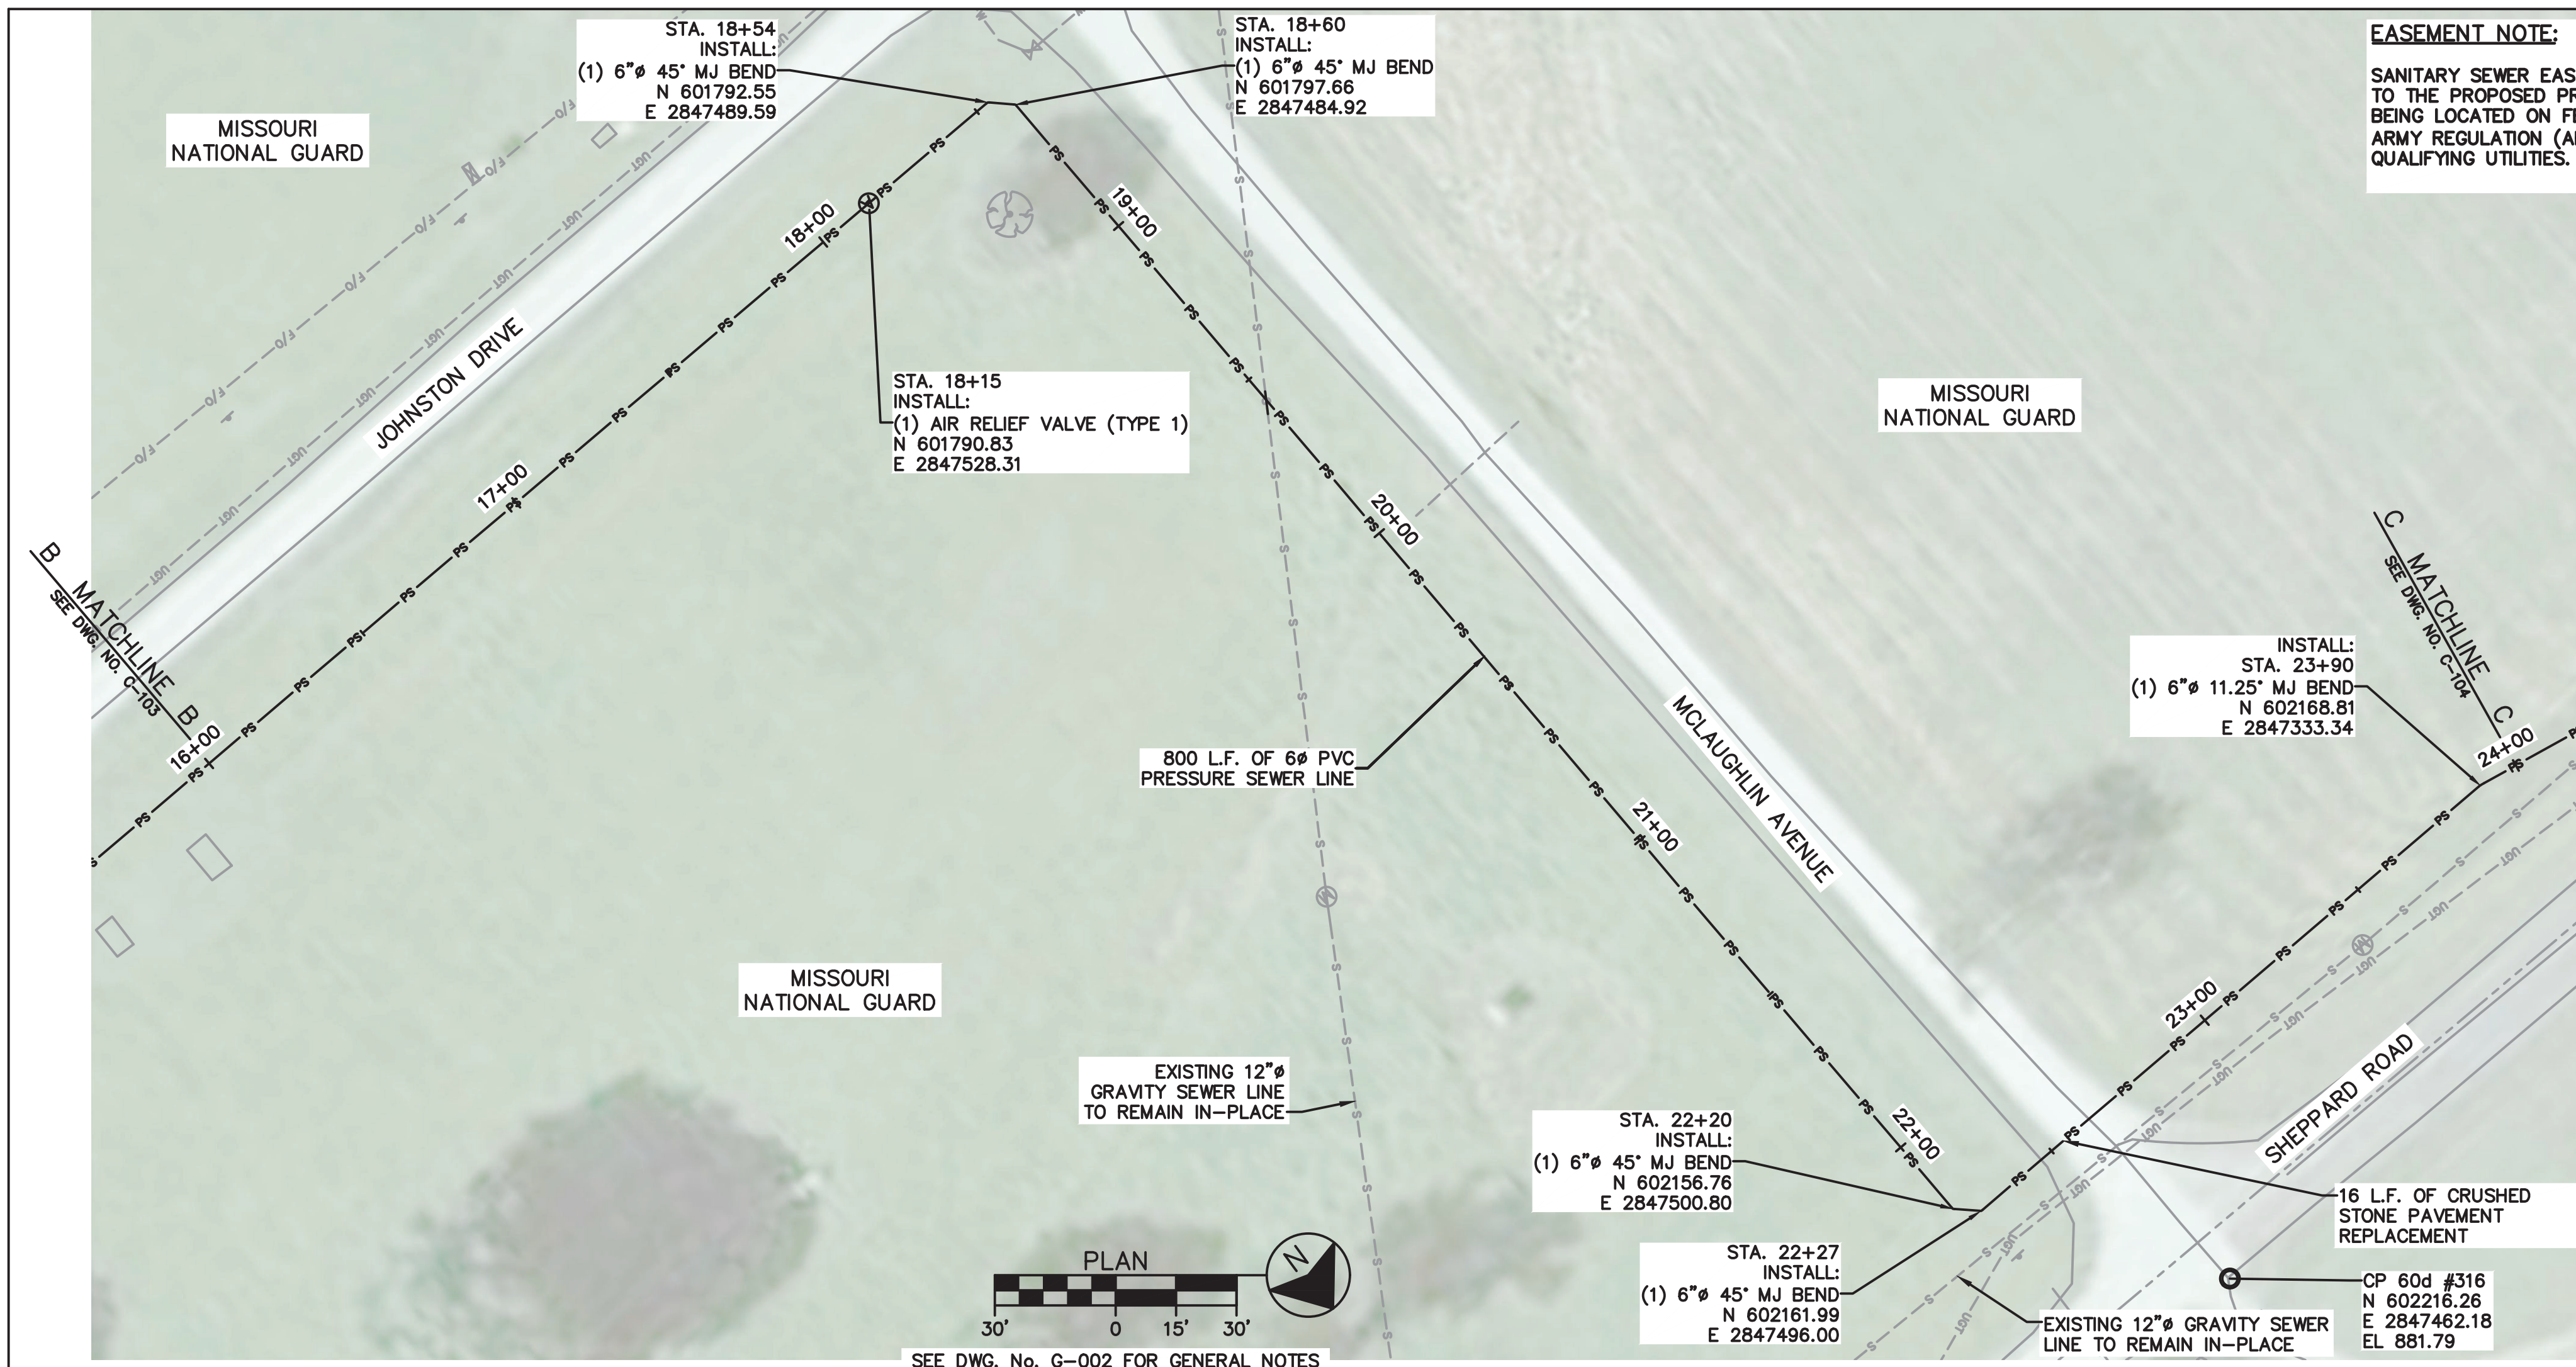 STA. 18+54
INSTALL:
(1) 6"ø 45° MJ BEND
N 601792.55
E 2847489.59
STA. 18+60
INSTALL:
(1) 6"ø 45° MJ BEND
N 601797.66
E 2847484.92
EASEMENT NOTE:
SANITARY SEWER EAS
TO THE PROPOSED PR
BEING LOCATED ON F
ARMY REGULATION (A
QUALIFYING UTILITIES.
MISSOURI
NATIONAL GUARD
18+00
19+00
JOHNSTON DRIVE
STA. 18+15
INSTALL:
(1) AIR RELIEF VALVE (TYPE 1)
N 601790.83
E 2847528.31
MISSOURI
NATIONAL GUARD
17+00
20+00
B
MATCHLINE
SEE DWG. NO. C-103
B
16+00
C
MATCHLINE
SEE DWG. NO. C-104
C
24+00
INSTALL:
STA. 23+90
(1) 6"ø 11.25° MJ BEND
N 602168.81
E 2847333.34
800 L.F. OF 6ø PVC
PRESSURE SEWER LINE
MCLAUGHLIN AVENUE
21+00
MISSOURI
NATIONAL GUARD
23+00
EXISTING 12"ø
GRAVITY SEWER LINE
TO REMAIN IN-PLACE
SHEPPARD ROAD
22+00
STA. 22+20
INSTALL:
(1) 6"ø 45° MJ BEND
N 602156.76
E 2847500.80
16 L.F. OF CRUSHED
STONE PAVEMENT
REPLACEMENT
STA. 22+27
INSTALL:
(1) 6"ø 45° MJ BEND
N 602161.99
E 2847496.00
CP 60d #316
N 602216.26
E 2847462.18
EL 881.79
EXISTING 12"ø GRAVITY SEWER
LINE TO REMAIN IN-PLACE
PLAN
N
30' 0 15' 30'
SEE DWG. No. G-002 FOR GENERAL NOTES